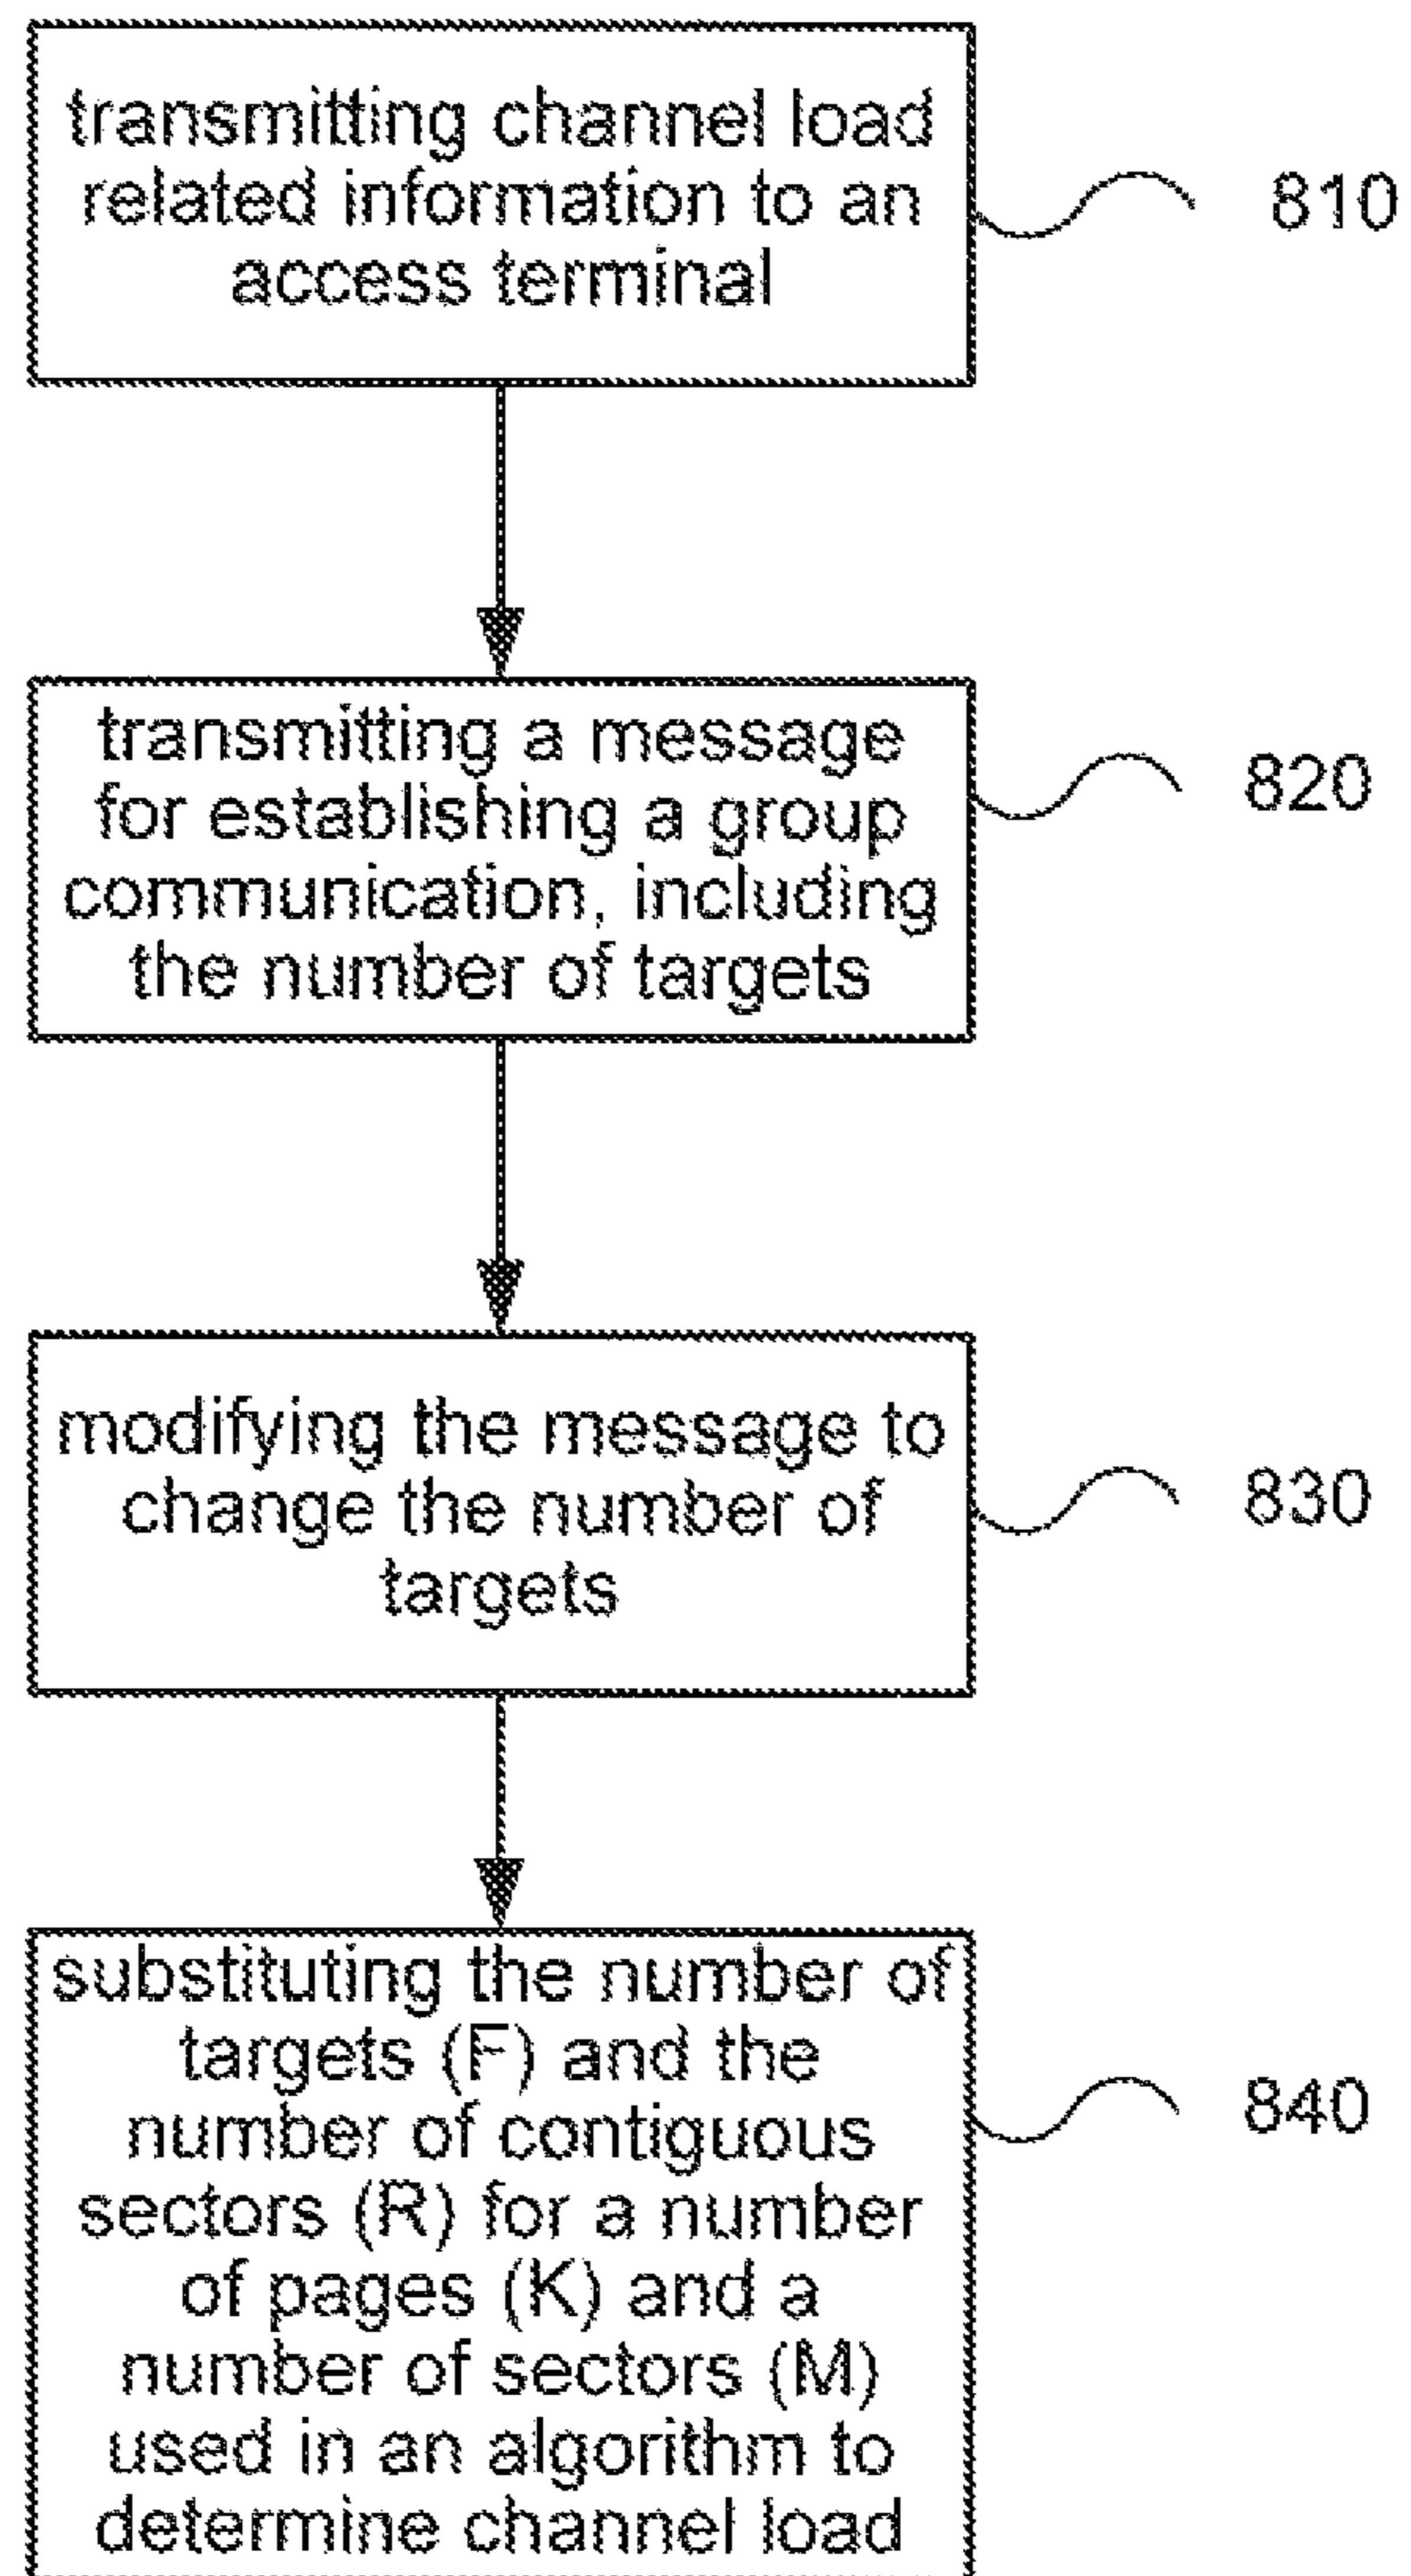 transmitting channel load
related information to an
access terminal
810
transmitting a message
for establishing a group
communication, including
the number of targets
820
modifying the message to
change the number of
targets
830
substituting the number of
targets (F) and the
number of contiguous
sectors (R) for a number
of pages (K) and a
number of sectors (M)
used in an algorithm to
determine channel load
840